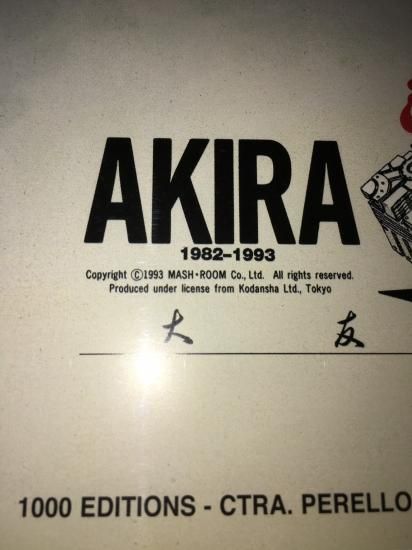 AKIRA
1982-1993
Copyright ©1993 MASH・ROOM Co., Ltd. All rights reserved.
Produced under license from Kodansha Ltd., Tokyo
大 友
1000 EDITIONS - CTRA. PERELLO